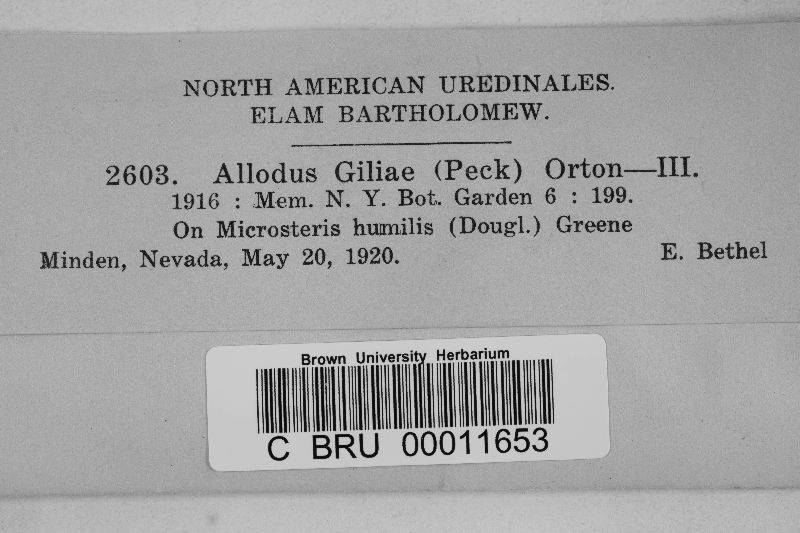 NORTH AMERICAN UREDINALES.
ELAM BARTHOLOMEW.
2603. Allodus Giliae (Peck) Orton—III.
1916 : Mem. N. Y. Bot. Garden 6 : 199.
On Microsteris humilis (Dougl.) Greene
Minden, Nevada, May 20, 1920. E. Bethel
Brown University Herbarium
C BRU 00011653